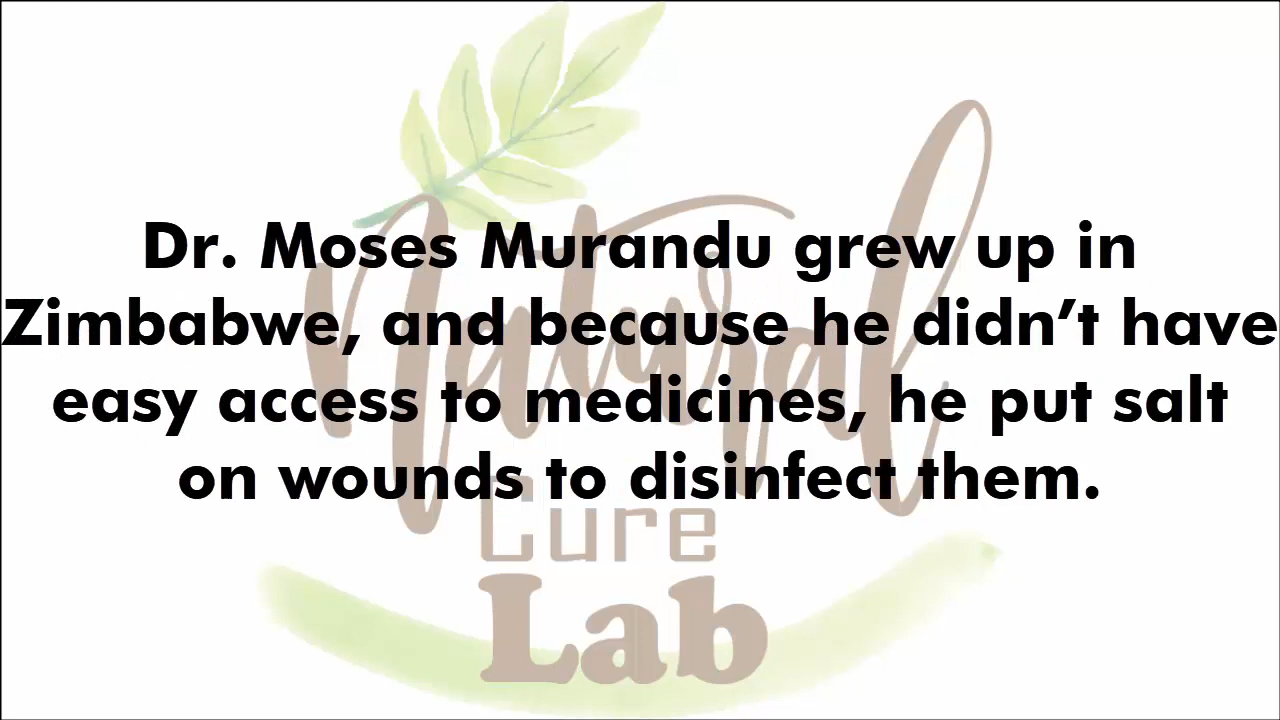 Dr. Moses Murandu grew up in
Zimbabwe, and because he didn’t have
easy access to medicines, he put salt
on wounds to disinfect them.
Natural
Cure
Lab